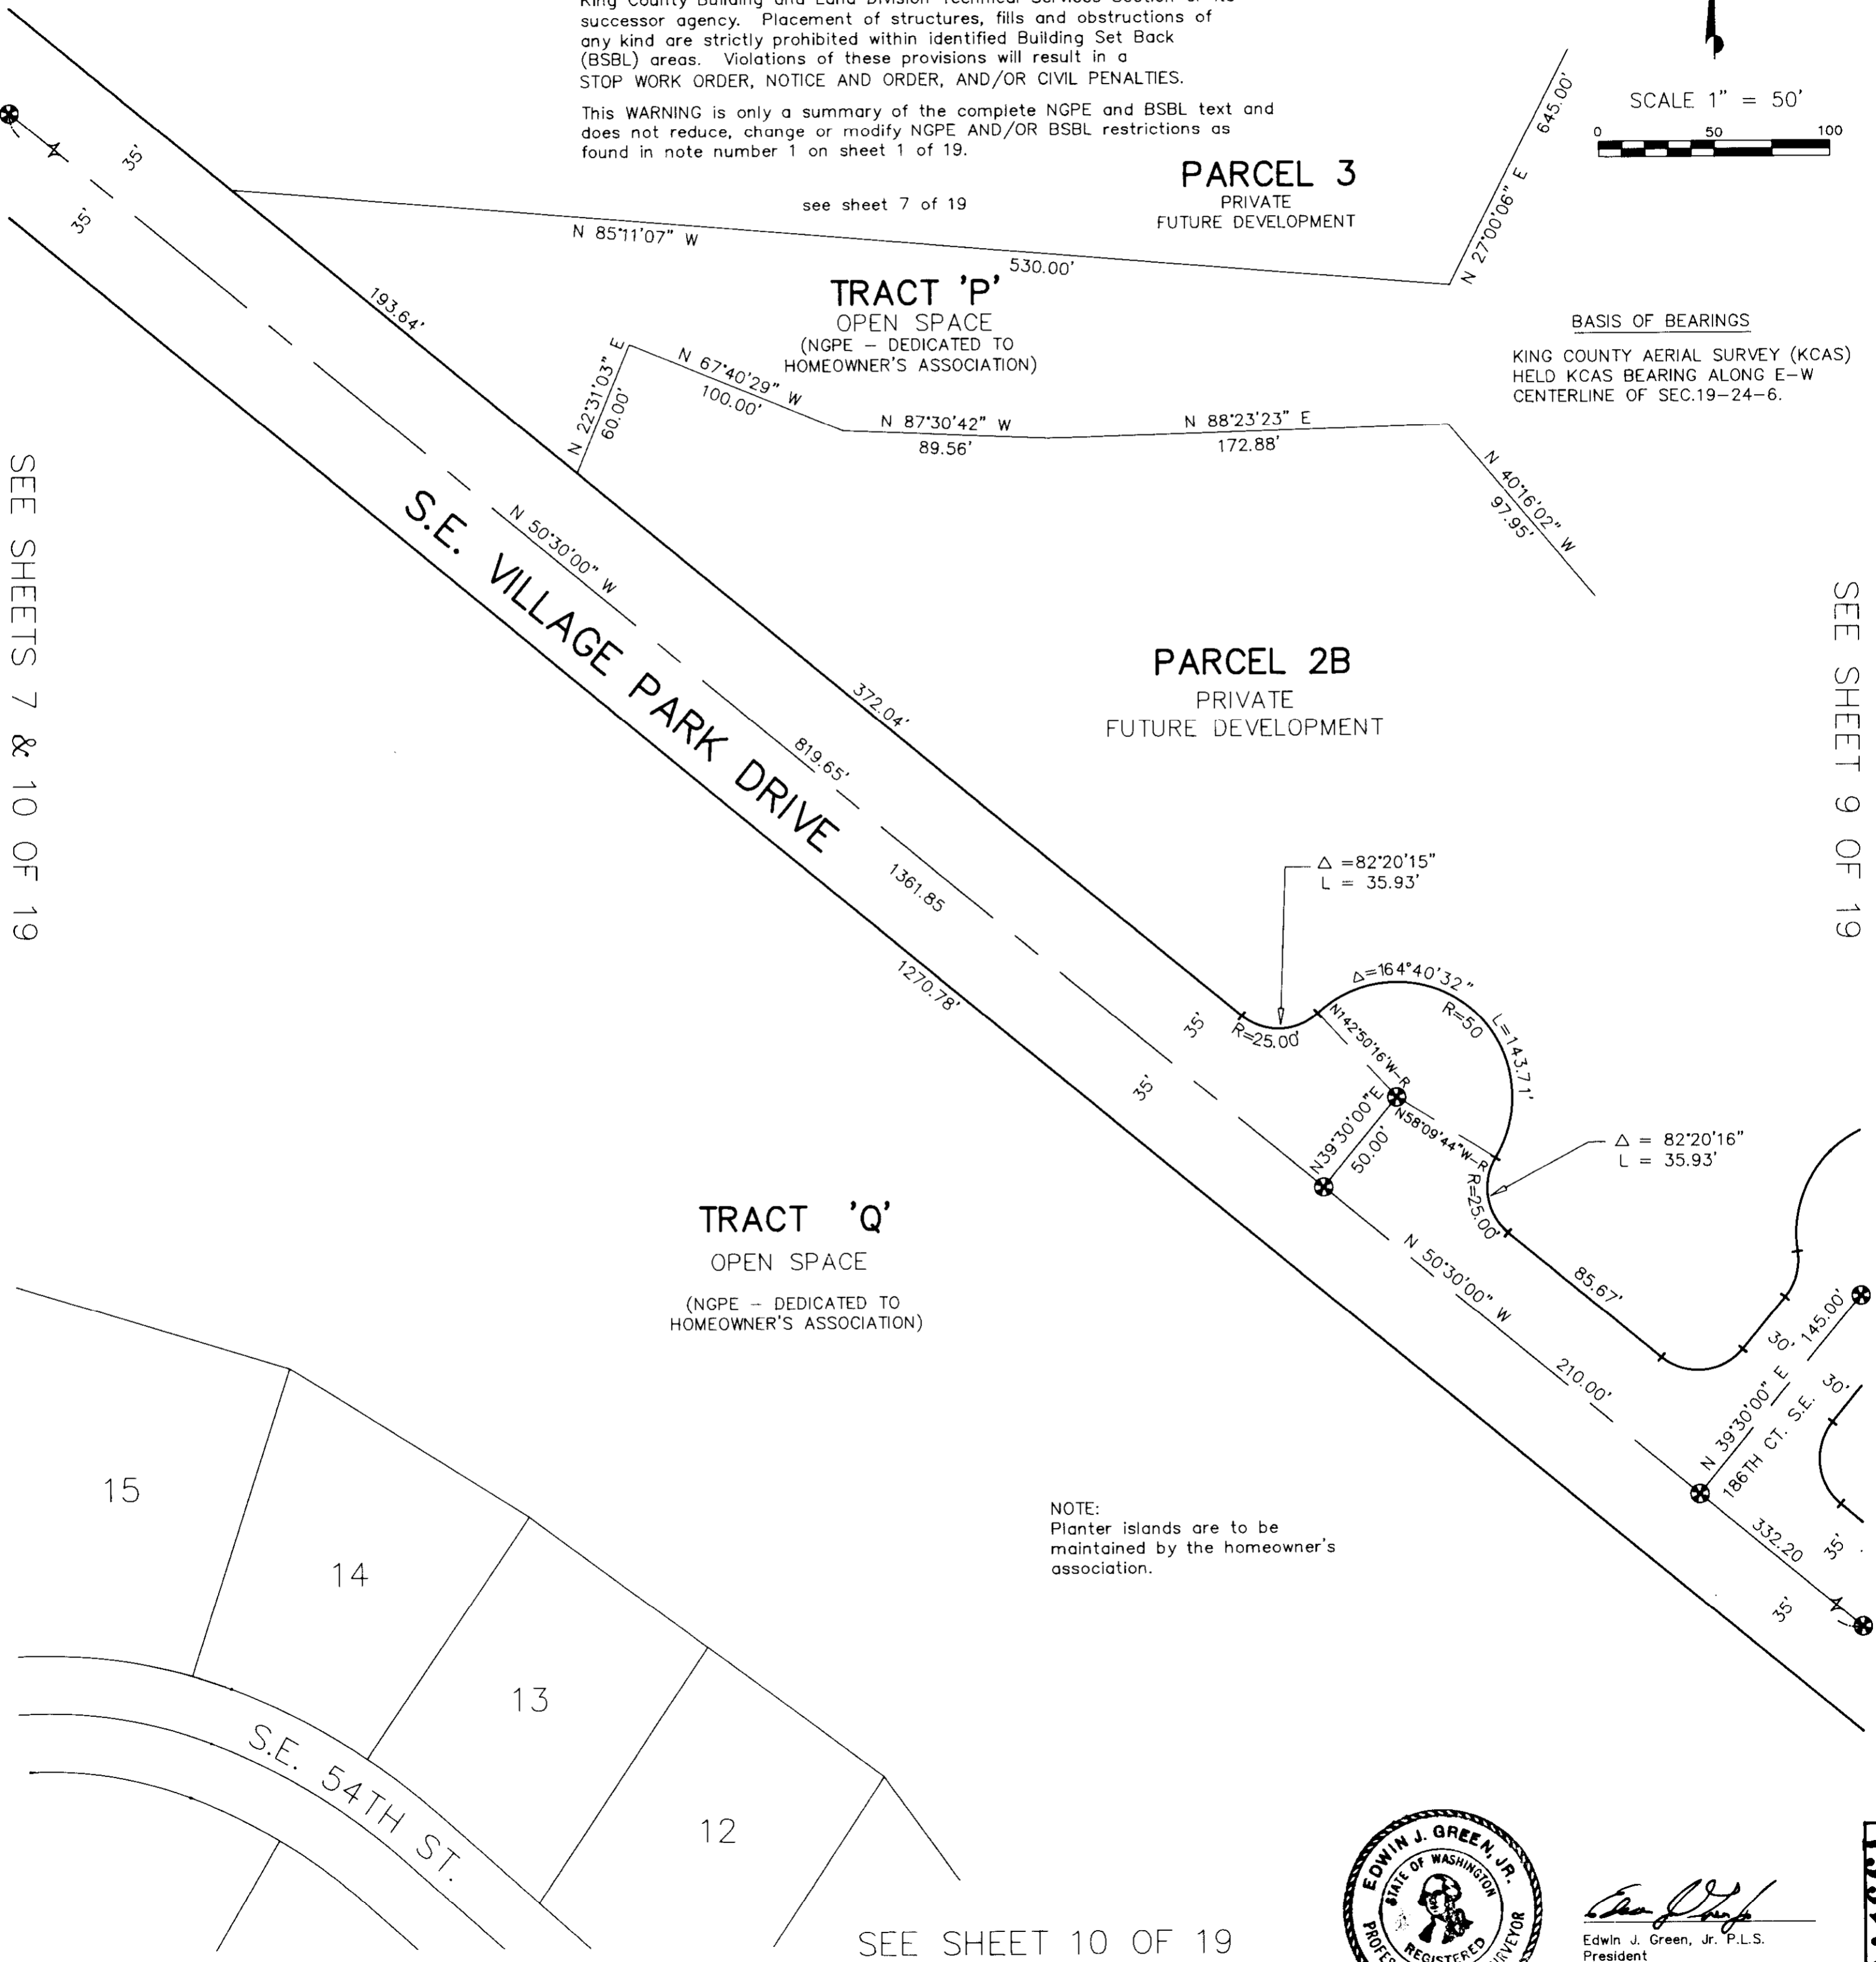 successor agency. Placement of structures, fills and obstructions of
any kind are strictly prohibited within identified Building Set Back
(BSBL) areas. Violations of these provisions will result in a
STOP WORK ORDER, NOTICE AND ORDER, AND/OR CIVIL PENALTIES.
This WARNING is only a summary of the complete NGPE and BSBL text and
does not reduce, change or modify NGPE AND/OR BSBL restrictions as
found in note number 1 on sheet 1 of 19.
see sheet 7 of 19
PARCEL 3
PRIVATE
FUTURE DEVELOPMENT
N 27°00'06" E
645.00'
SCALE 1" = 50'
0 50 100
BASIS OF BEARINGS
KING COUNTY AERIAL SURVEY (KCAS)
HELD KCAS BEARING ALONG E-W
CENTERLINE OF SEC.19-24-6.
35'
35'
N 85°11'07" W
530.00'
TRACT 'P'
OPEN SPACE
(NGPE - DEDICATED TO
HOMEOWNER'S ASSOCIATION)
193.64'
N 22°31'03" E
60.00'
N 67°40'29" W
100.00'
N 87°30'42" W
89.56'
N 88°23'23" E
172.88'
N 40°16'02" W
97.95'
SEE SHEETS 7 & 10 OF 19
SEE SHEET 9 OF 19
N 50°30'00" W
S.E. VILLAGE PARK DRIVE
372.04'
819.65'
1361.85
1270.78'
PARCEL 2B
PRIVATE
FUTURE DEVELOPMENT
Δ =82°20'15"
L = 35.93'
Δ=164°40'32"
R=50
L=143.71'
R=25.00'
N142°50'16'W-R
35'
35'
N39°30'00"E
50.00'
N58°09'44"W-R
R=25.00'
Δ = 82°20'16"
L = 35.93'
N 50°30'00" W
85.67'
210.00'
30'
145.00'
N 39°30'00" E
30'
186TH CT. S.E.
332.20
35'
35'
TRACT 'Q'
OPEN SPACE
(NGPE - DEDICATED TO
HOMEOWNER'S ASSOCIATION)
NOTE:
Planter islands are to be
maintained by the homeowner's
association.
15
14
13
12
S.E. 54TH ST.
SEE SHEET 10 OF 19
EDWIN J. GREEN, JR.
STATE OF WASHINGTON
REGISTERED
Edwin J. Green, Jr. P.L.S.
President